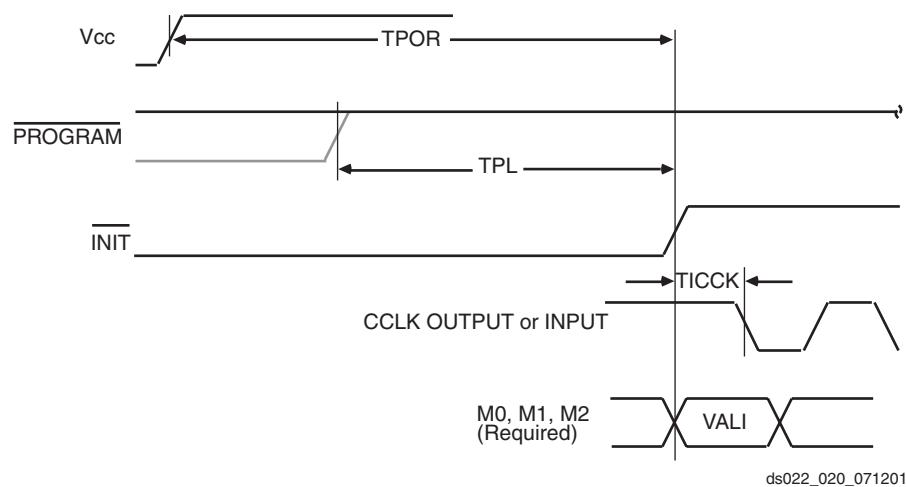 Vcc
TPOR
PROGRAM
TPL
INIT
TICCK
CCLK OUTPUT or INPUT
M0, M1, M2
(Required)
VALI
ds022_020_071201